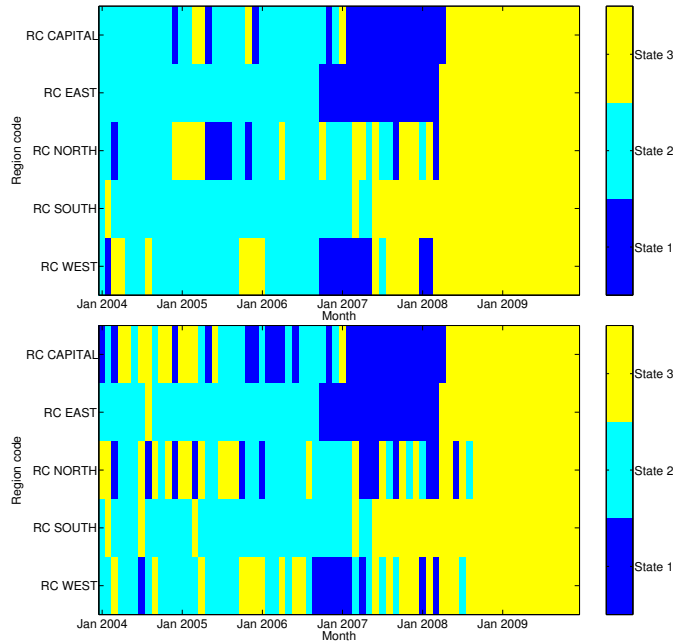 RC CAPITAL
RC EAST
RC NORTH
RC SOUTH
RC WEST
Region code
Jan 2004 Jan 2005 Jan 2006 Jan 2007 Jan 2008 Jan 2009
Month
State 3
State 2
State 1
RC CAPITAL
RC EAST
RC NORTH
RC SOUTH
RC WEST
Region code
Jan 2004 Jan 2005 Jan 2006 Jan 2007 Jan 2008 Jan 2009
Month
State 3
State 2
State 1